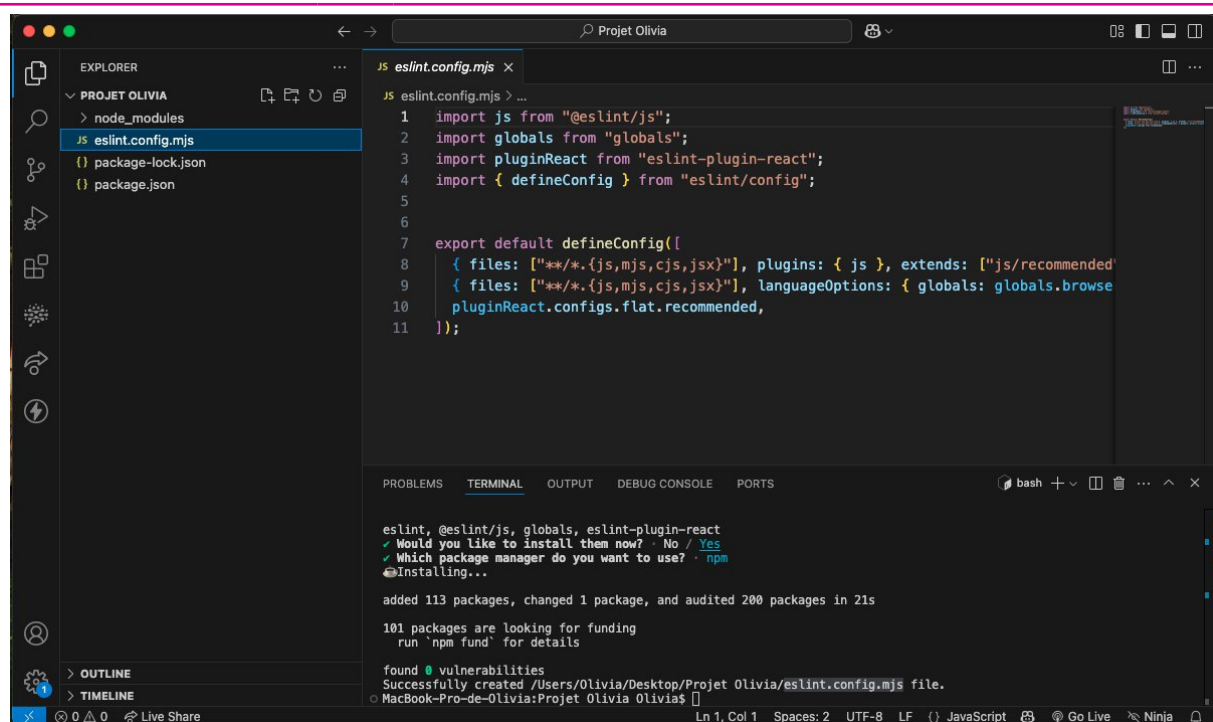 Projet Olivia
EXPLORER
PROJET OLIVIA
node_modules
JS eslint.config.mjs
{} package-lock.json
{} package.json
OUTLINE
TIMELINE
JS eslint.config.mjs
JS eslint.config.mjs > ...
1 import js from "@eslint/js";
2 import globals from "globals";
3 import pluginReact from "eslint-plugin-react";
4 import { defineConfig } from "eslint/config";
5
6
7 export default defineConfig([
8 { files: ["**/*.{js,mjs,cjs,jsx}"], plugins: { js }, extends: ["js/recommended"
9 { files: ["**/*.{js,mjs,cjs,jsx}"], languageOptions: { globals: globals.browse
10 pluginReact.configs.flat.recommended,
11 ]);
PROBLEMS TERMINAL OUTPUT DEBUG CONSOLE PORTS bash
eslint, @eslint/js, globals, eslint-plugin-react
✔ Would you like to install them now? · No / Yes
✔ Which package manager do you want to use? · npm
☕Installing...
added 113 packages, changed 1 package, and audited 200 packages in 21s
101 packages are looking for funding
run `npm fund` for details
found 0 vulnerabilities
Successfully created /Users/Olivia/Desktop/Projet Olivia/eslint.config.mjs file.
MacBook-Pro-de-Olivia:Projet Olivia Olivia$
1
0 0 Live Share Ln 1, Col 1 Spaces: 2 UTF-8 LF {} JavaScript Go Live Ninja